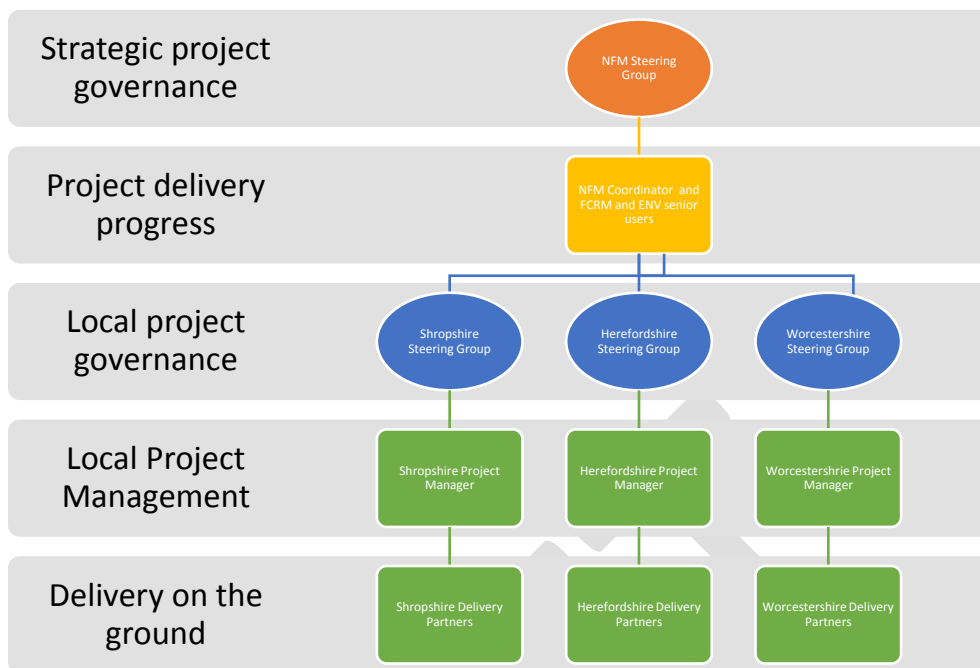 Strategic project
governance
NFM Steering
Group
Project delivery
progress
NFM Coordinator and
FCRM and ENV senior
users
Local project
governance
Shropshire
Steering Group
Herefordshire
Steering Group
Worcestershire
Steering Group
Local Project
Management
Shropshire Project
Manager
Herefordshire Project
Manager
Worcestershrie Project
Manager
Delivery on the
ground
Shropshire Delivery
Partners
Herefordshire Delivery
Partners
Worcestershire Delivery
Partners